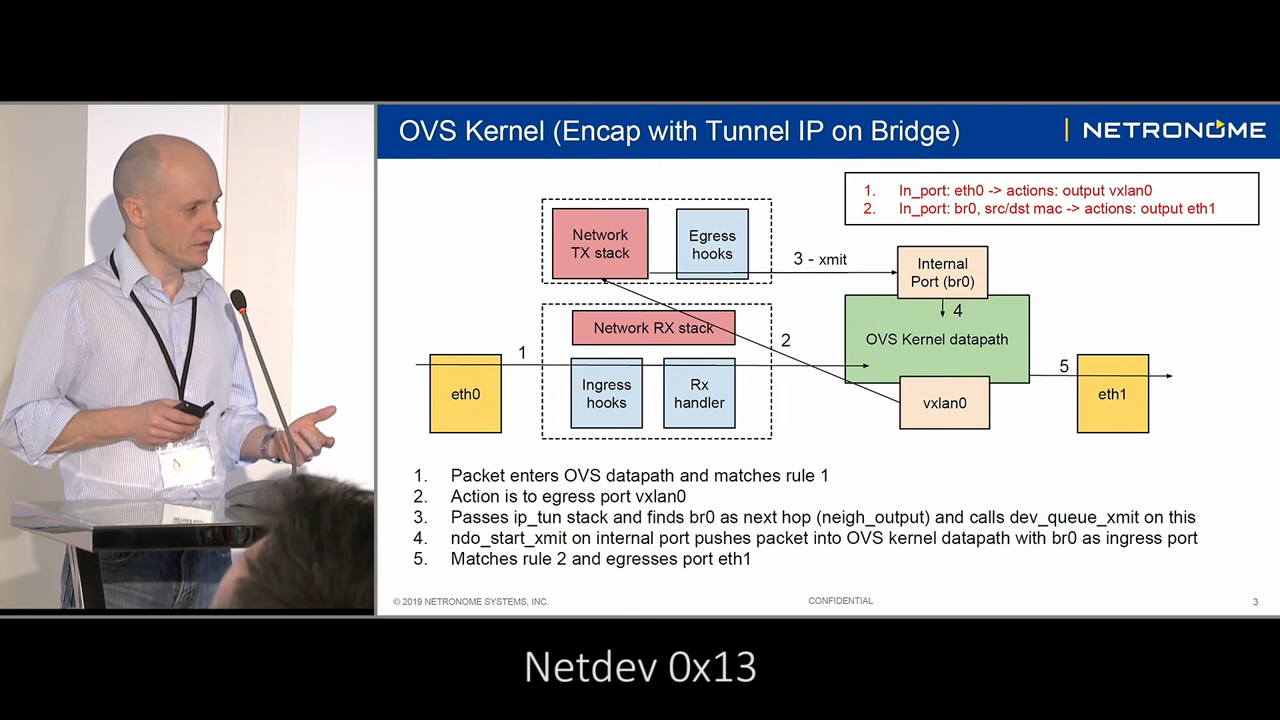 OVS Kernel (Encap with Tunnel IP on Bridge)
NETRONOME
1. In_port: eth0 -> actions: output vxlan0
2. In_port: br0, src/dst mac -> actions: output eth1
Network
TX stack
Egress
hooks
3 - xmit
Internal
Port (br0)
4
Network RX stack
2
OVS Kernel datapath
1
5
eth0
Ingress
hooks
Rx
handler
vxlan0
eth1
1. Packet enters OVS datapath and matches rule 1
2. Action is to egress port vxlan0
3. Passes ip_tun stack and finds br0 as next hop (neigh_output) and calls dev_queue_xmit on this
4. ndo_start_xmit on internal port pushes packet into OVS kernel datapath with br0 as ingress port
5. Matches rule 2 and egresses port eth1
© 2019 NETRONOME SYSTEMS, INC.
CONFIDENTIAL
3
Netdev 0x13